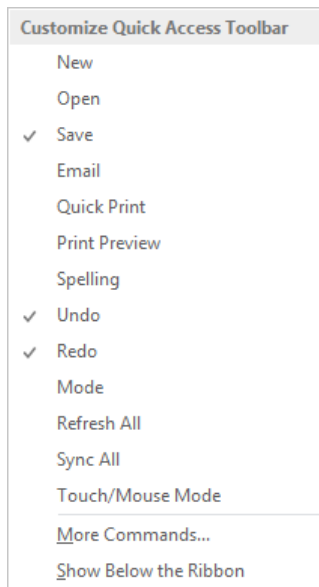 Customize Quick Access Toolbar
New
Open
Save
Email
Quick Print
Print Preview
Spelling
Undo
Redo
Mode
Refresh All
Sync All
Touch/Mouse Mode
More Commands...
Show Below the Ribbon